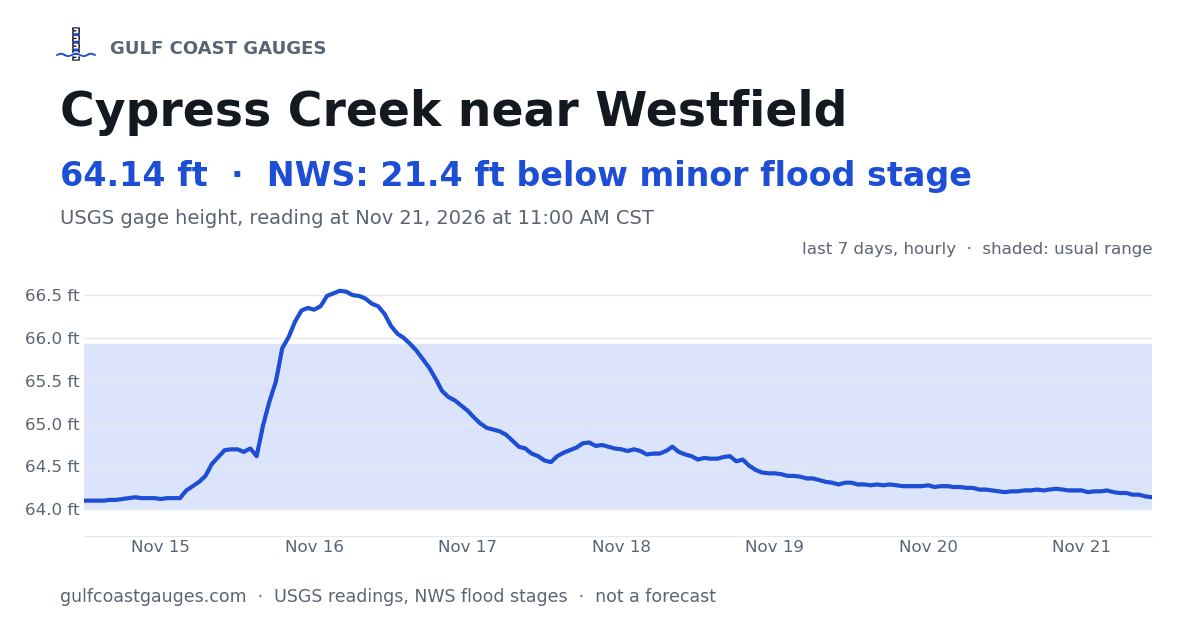 GULF COAST GAUGES
Cypress Creek near Westfield
64.14 ft · NWS: 21.4 ft below minor flood stage
USGS gage height, reading at Nov 21, 2026 at 11:00 AM CST
last 7 days, hourly · shaded: usual range
66.5 ft
66.0 ft
65.5 ft
65.0 ft
64.5 ft
64.0 ft
Nov 15 Nov 16 Nov 17 Nov 18 Nov 19 Nov 20 Nov 21
gulfcoastgauges.com · USGS readings, NWS flood stages · not a forecast